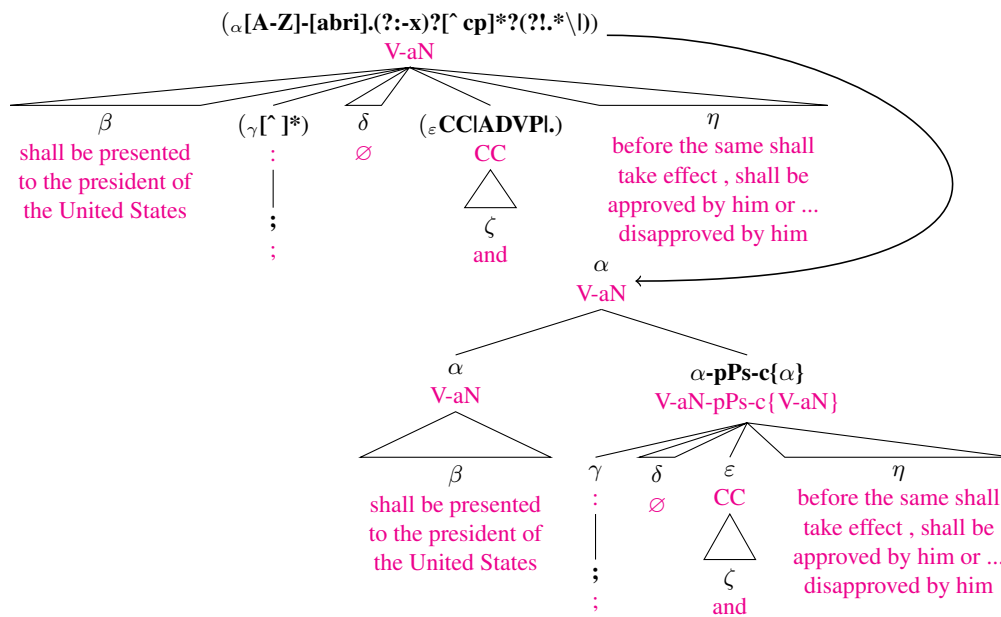 (α[A-Z]-[abri].(?:-x)?[ˆ cp]*?(?!.*\|))
V-aN
β
(γ[ˆ ]*)
δ
(εCC|ADVP|.)
η
shall be presented
to the president of
the United States
:
∅
CC
before the same shall
take effect , shall be
approved by him or ...
disapproved by him
;
;
ζ
and
α
V-aN
α
V-aN
α-pPs-c{α}
V-aN-pPs-c{V-aN}
β
γ
δ
ε
η
shall be presented
to the president of
the United States
:
∅
CC
before the same shall
take effect , shall be
approved by him or ...
disapproved by him
;
;
ζ
and